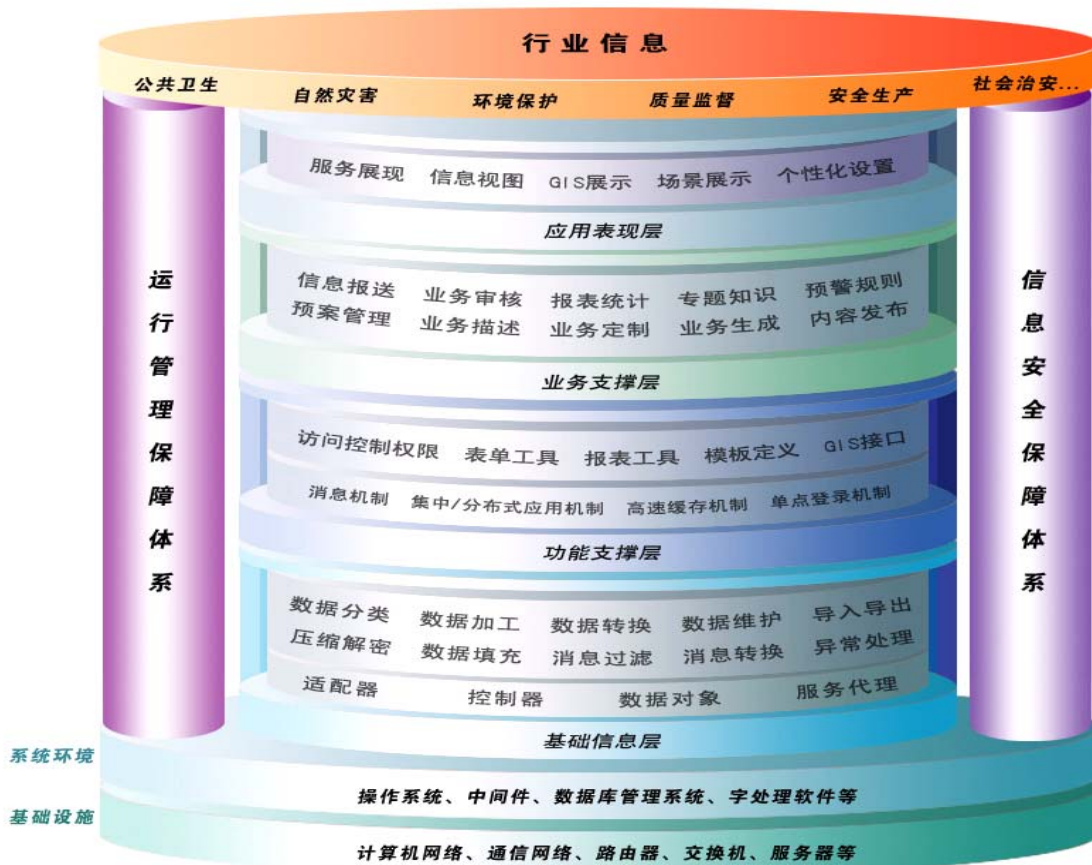 行业信息
公共卫生 自然灾害 环境保护 质量监督 安全生产 社会治安...
运行管理保障体系
服务展现 信息视图 GIS展示 场景展示 个性化设置
应用表现层
信息报送 业务审核 报表统计 专题知识 预警规则
预案管理 业务描述 业务定制 业务生成 内容发布
业务支撑层
访问控制权限 表单工具 报表工具 模板定义 GIS接口
消息机制 集中/分布式应用机制 高速缓存机制 单点登录机制
功能支撑层
数据分类 数据加工 数据转换 数据维护 导入导出
压缩解密 数据填充 消息过滤 消息转换 异常处理
适配器 控制器 数据对象 服务代理
基础信息层
信息安全保障体系
系统环境
操作系统、中间件、数据库管理系统、字处理软件等
基础设施
计算机网络、通信网络、路由器、交换机、服务器等